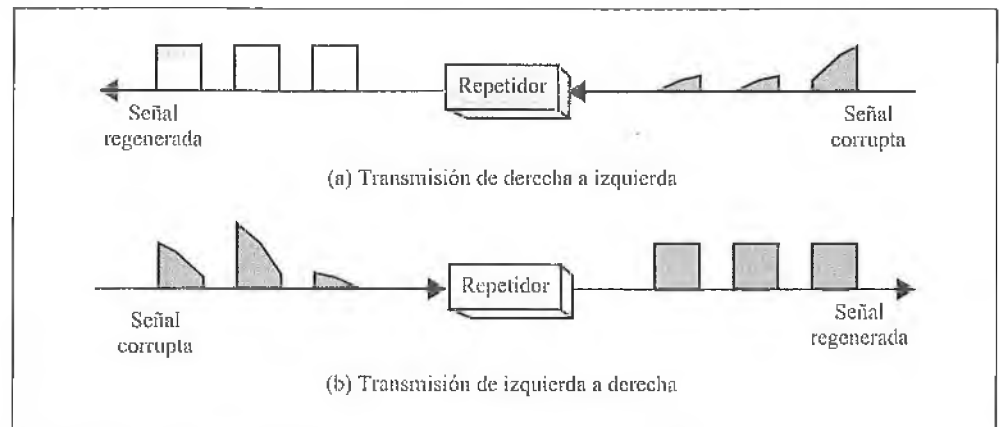 Repetidor
Señal
regenerada
Señal
corrupta
(a) Transmisión de derecha a izquierda
Repetidor
Señal
corrupta
Señal
regenerada
(b) Transmisión de izquierda a derecha